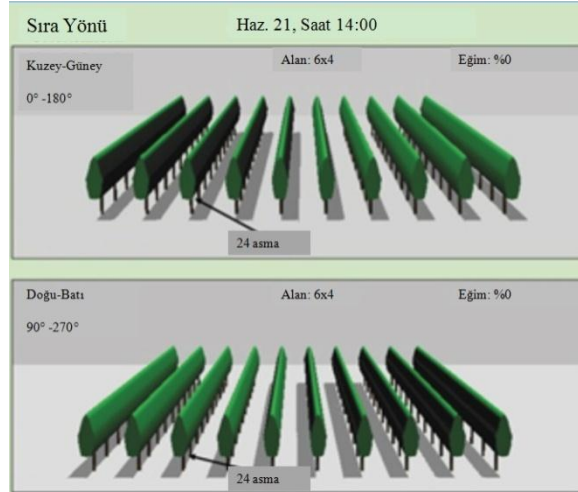 Sıra Yönü
Haz. 21, Saat 14:00
Kuzey-Güney
Alan: 6x4
Eğim: %0
0° -180°
24 asma
Doğu-Batı
Alan: 6x4
Eğim: %0
90° -270°
24 asma